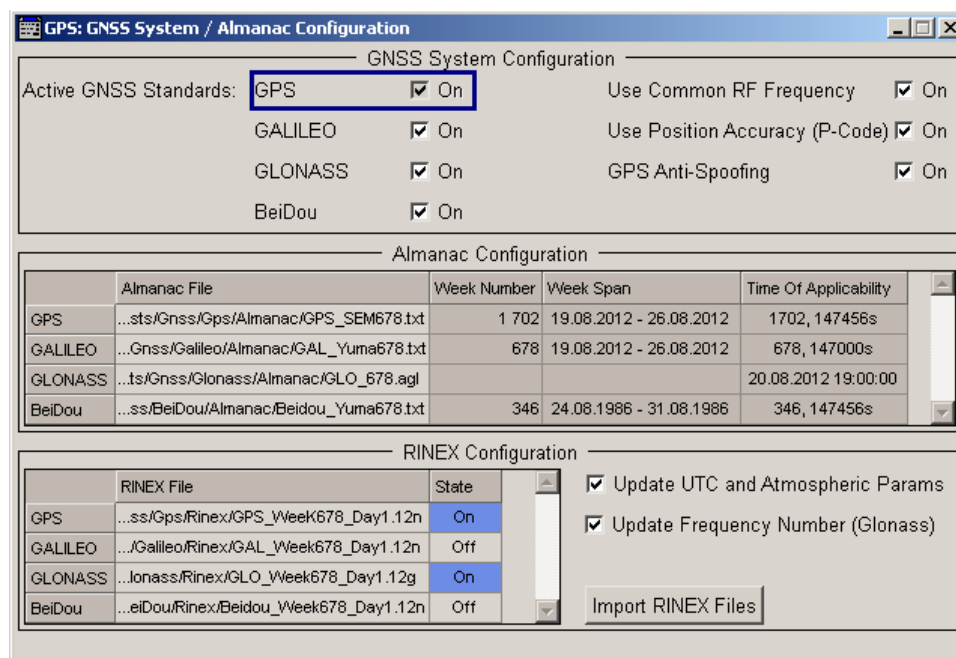 GPS: GNSS System / Almanac Configuration
GNSS System Configuration
Active GNSS Standards: GPS On Use Common RF Frequency On
GALILEO On Use Position Accuracy (P-Code) On
GLONASS On GPS Anti-Spoofing On
BeiDou On
Almanac Configuration
Almanac File Week Number Week Span Time Of Applicability
GPS ...sts/Gnss/Gps/Almanac/GPS_SEM678.txt 1 702 19.08.2012 - 26.08.2012 1702, 147456s
GALILEO ...Gnss/Galileo/Almanac/GAL_Yuma678.txt 678 19.08.2012 - 26.08.2012 678, 147000s
GLONASS ...ts/Gnss/Glonass/Almanac/GLO_678.agl 20.08.2012 19:00:00
BeiDou ...ss/BeiDou/Almanac/Beidou_Yuma678.txt 346 24.08.1986 - 31.08.1986 346, 147456s
RINEX Configuration
RINEX File State Update UTC and Atmospheric Params
GPS ...ss/Gps/Rinex/GPS_WeeK678_Day1.12n On Update Frequency Number (Glonass)
GALILEO .../Galileo/Rinex/GAL_Week678_Day1.12n Off
GLONASS ...lonass/Rinex/GLO_Week678_Day1.12g On
BeiDou ...eiDou/Rinex/Beidou_Week678_Day1.12n Off Import RINEX Files